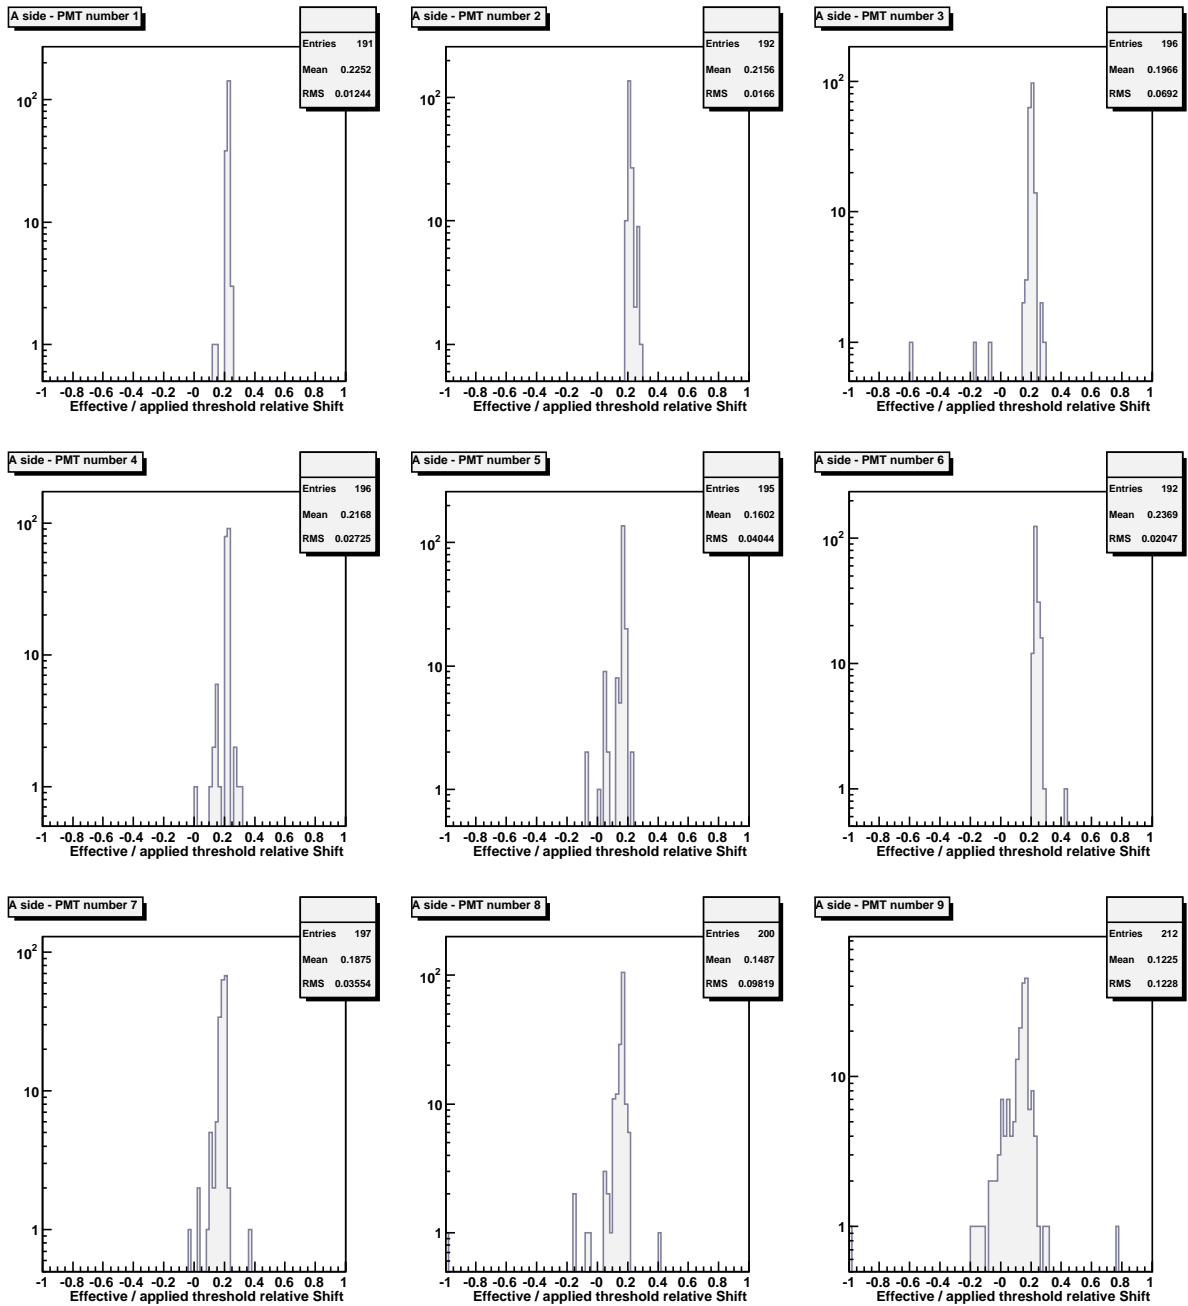 A side - PMT number 1
Entries 191
Mean 0.2252
RMS 0.01244
10²
10
1
-1 -0.8 -0.6 -0.4 -0.2 -0 0.2 0.4 0.6 0.8 1
Effective / applied threshold relative Shift
A side - PMT number 2
Entries 192
Mean 0.2156
RMS 0.0166
10²
10
1
-1 -0.8 -0.6 -0.4 -0.2 -0 0.2 0.4 0.6 0.8 1
Effective / applied threshold relative Shift
A side - PMT number 3
Entries 196
Mean 0.1966
RMS 0.0692
10²
10
1
-1 -0.8 -0.6 -0.4 -0.2 -0 0.2 0.4 0.6 0.8 1
Effective / applied threshold relative Shift
A side - PMT number 4
Entries 196
Mean 0.2168
RMS 0.02725
10²
10
1
-1 -0.8 -0.6 -0.4 -0.2 -0 0.2 0.4 0.6 0.8 1
Effective / applied threshold relative Shift
A side - PMT number 5
Entries 195
Mean 0.1602
RMS 0.04044
10²
10
1
-1 -0.8 -0.6 -0.4 -0.2 -0 0.2 0.4 0.6 0.8 1
Effective / applied threshold relative Shift
A side - PMT number 6
Entries 192
Mean 0.2369
RMS 0.02047
10²
10
1
-1 -0.8 -0.6 -0.4 -0.2 -0 0.2 0.4 0.6 0.8 1
Effective / applied threshold relative Shift
A side - PMT number 7
Entries 197
Mean 0.1875
RMS 0.03554
10²
10
1
-1 -0.8 -0.6 -0.4 -0.2 -0 0.2 0.4 0.6 0.8 1
Effective / applied threshold relative Shift
A side - PMT number 8
Entries 200
Mean 0.1487
RMS 0.09819
10²
10
1
-1 -0.8 -0.6 -0.4 -0.2 -0 0.2 0.4 0.6 0.8 1
Effective / applied threshold relative Shift
A side - PMT number 9
Entries 212
Mean 0.1225
RMS 0.1228
10
1
-1 -0.8 -0.6 -0.4 -0.2 -0 0.2 0.4 0.6 0.8 1
Effective / applied threshold relative Shift